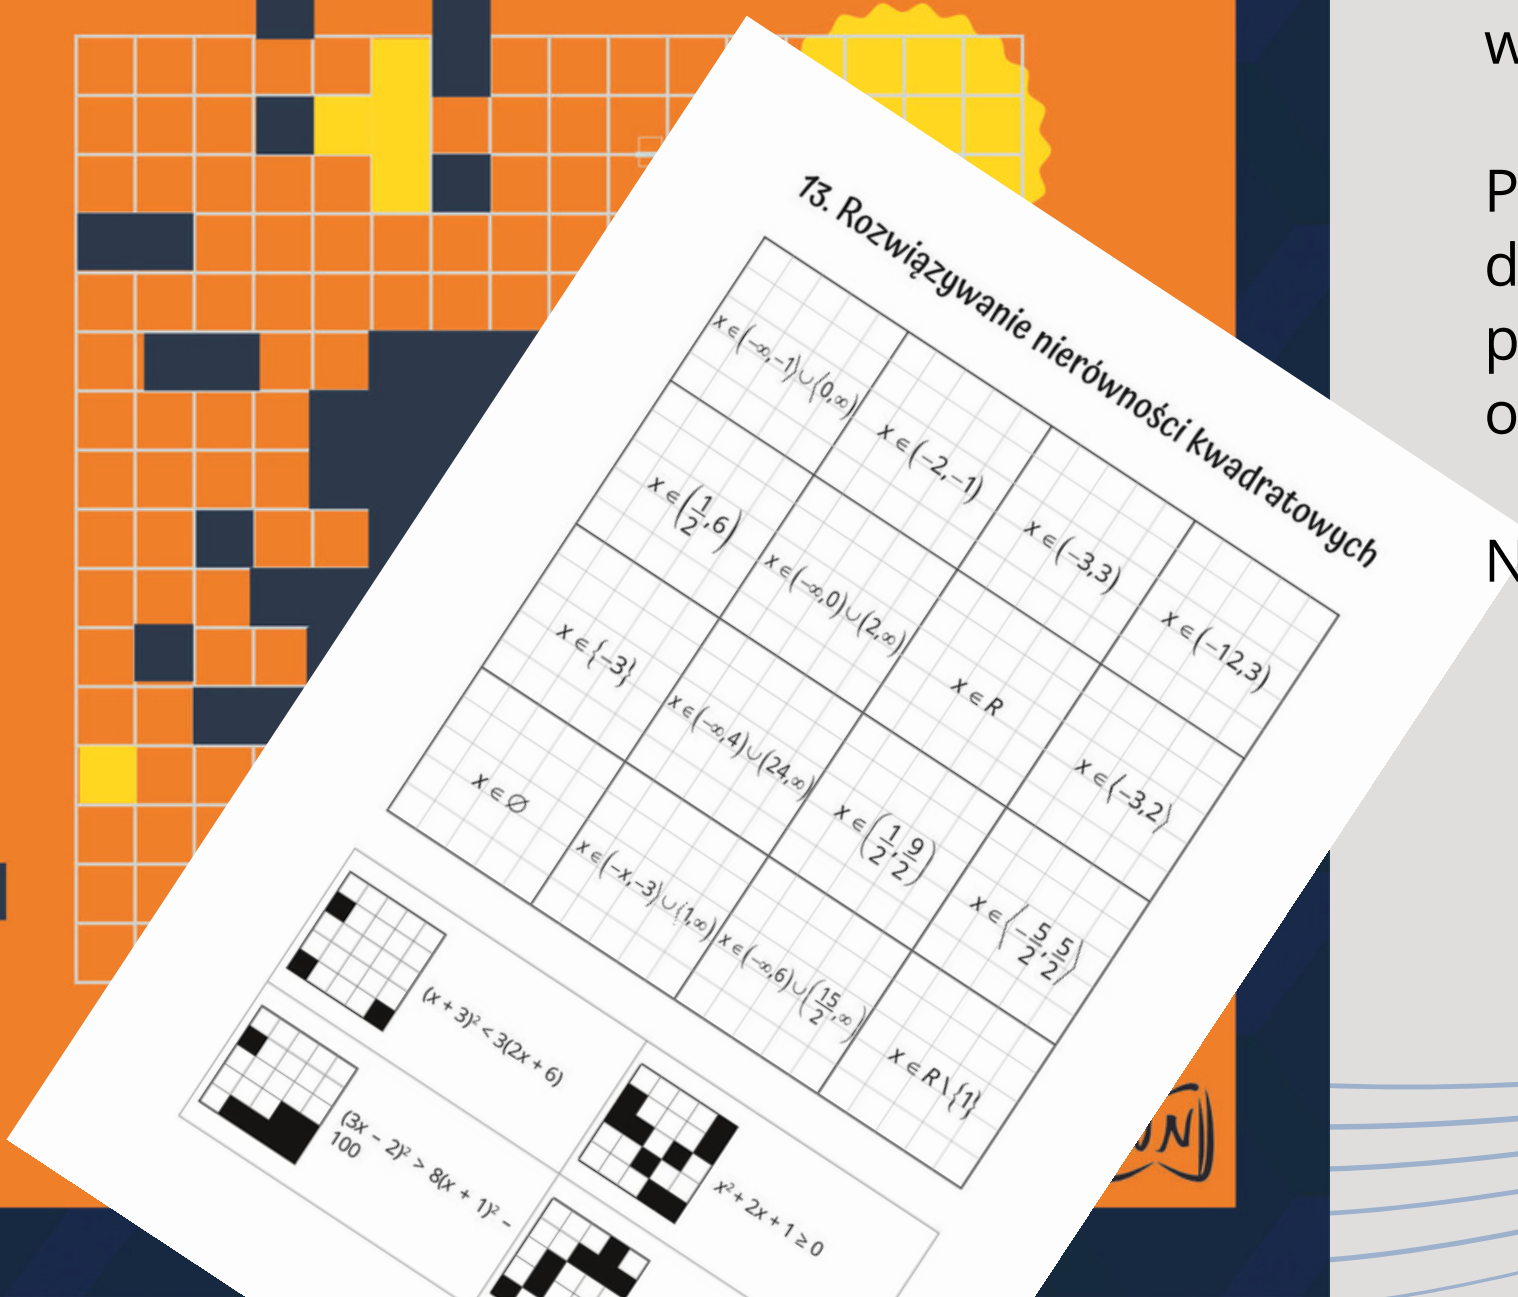 13. Rozwiązywanie nierówności kwadratowych
x ∈ (−∞,−1⟩∪⟨0,∞)
x ∈ (−2,−1)
x ∈ (−3,3)
x ∈ (−12,3)
x ∈ (1/2,6)
x ∈ (−∞,0)∪(2,∞)
x ∈ R
x ∈ ⟨−3,2⟩
x ∈ {−3}
x ∈ (−∞,4)∪(24,∞)
x ∈ (1/2,9/2)
x ∈ ⟨−5/2,5/2⟩
x ∈ ∅
x ∈ (−x,−3⟩∪⟨1,∞)
x ∈ (−∞,6)∪(15/2,∞)
x ∈ R\{1}
(x + 3)² < 3(2x + 6)
(3x − 2)² > 8(x + 1)² −
100
x² + 2x + 1 ≥ 0
w
P
d
p
o
N